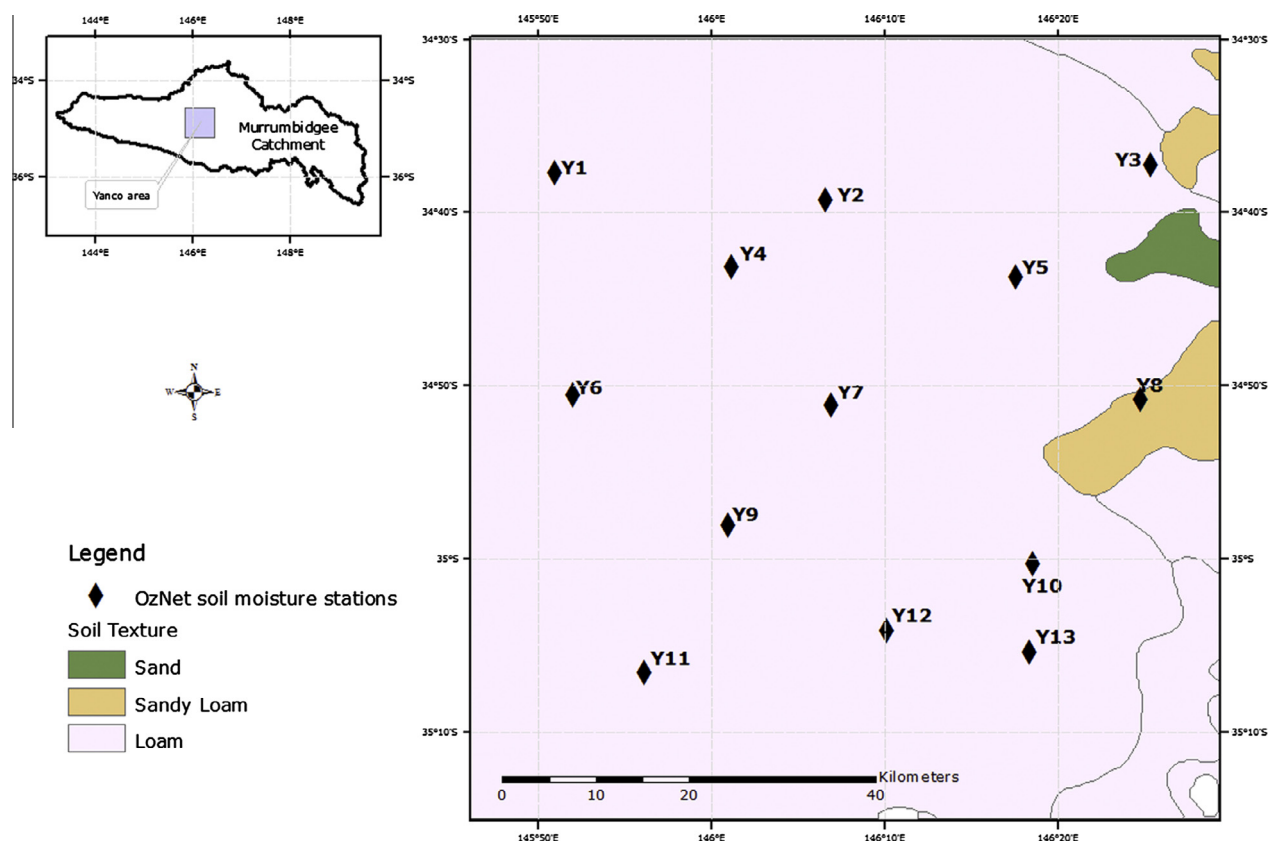 144°E 146°E 148°E
34°S 34°S
Murrumbidgee
Catchment
36°S 36°S
Yanco area
144°E 146°E 148°E
N
W E
S
Legend
OzNet soil moisture stations
Soil Texture
Sand
Sandy Loam
Loam
145°50'E 146°E 146°10'E 146°20'E
34°30'S 34°30'S
Y1
Y2
Y3
34°40'S 34°40'S
Y4
Y5
34°50'S 34°50'S
Y6
Y7
Y8
Y9
35°S 35°S
Y10
Y12
Y13
Y11
35°10'S 35°10'S
Kilometers
0 10 20 40
145°50'E 146°E 146°10'E 146°20'E